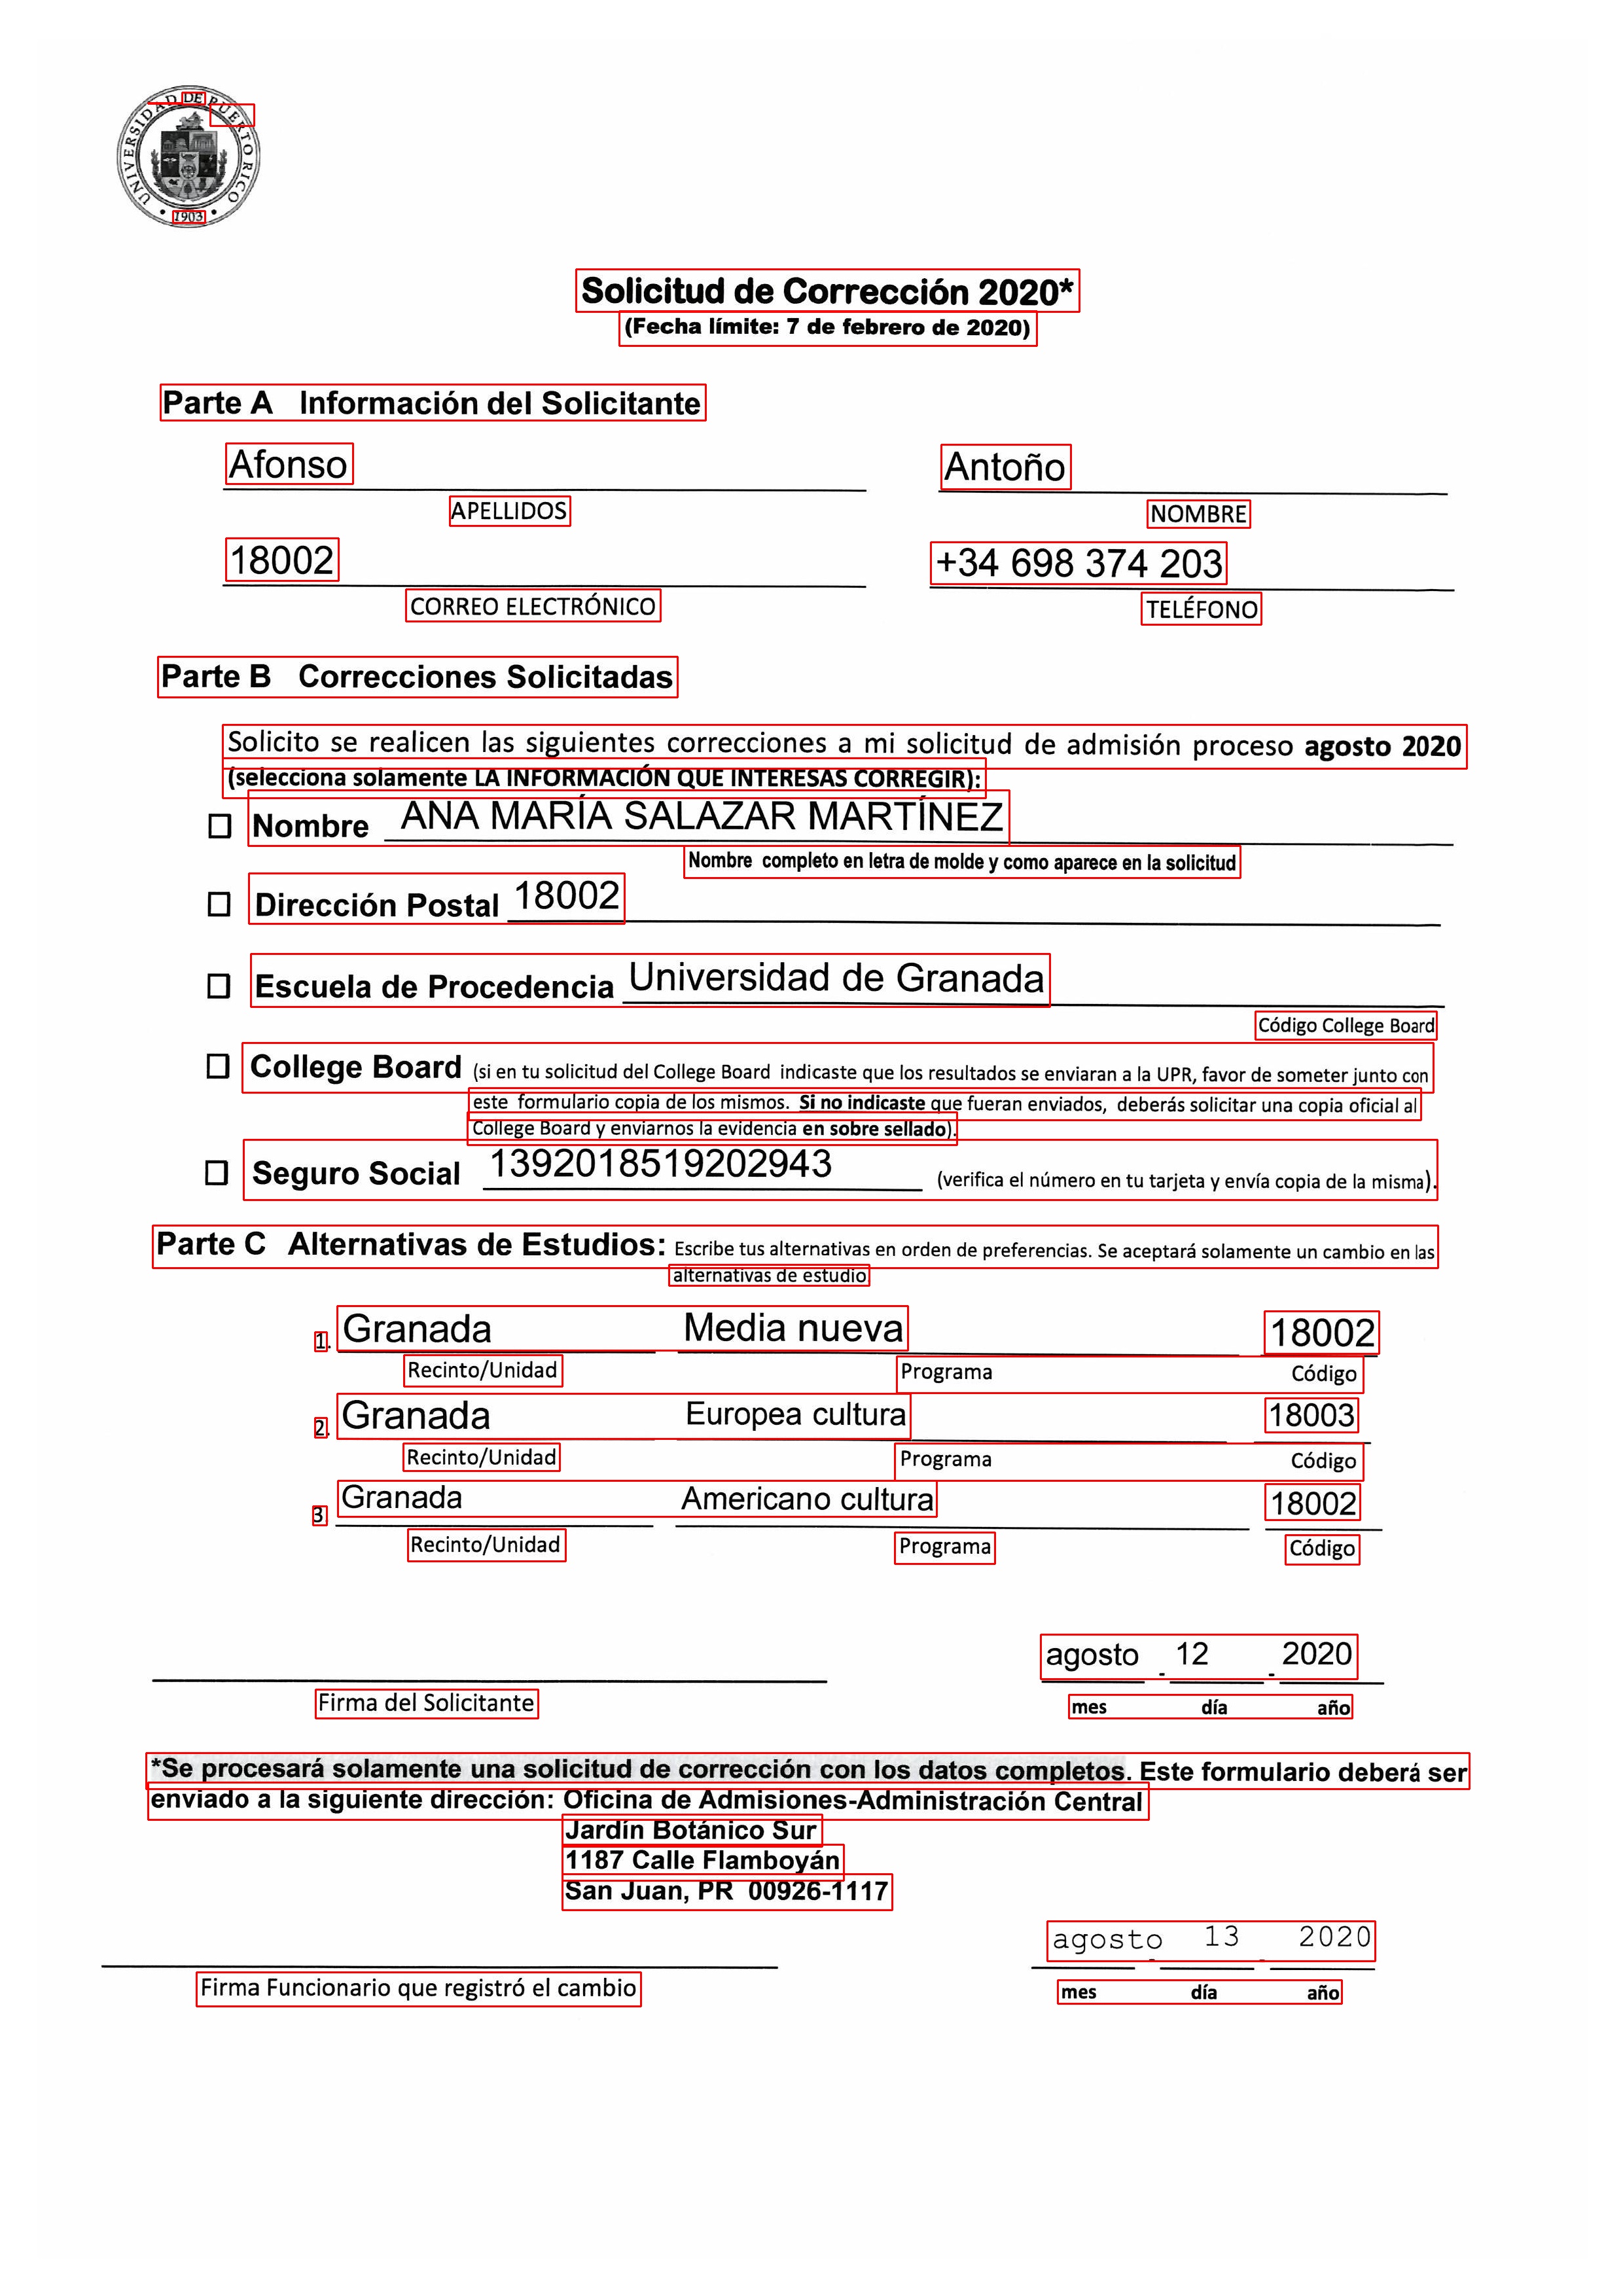 UNIVERSIDAD DE PUERTO RICO
• 1903 •
Solicitud de Corrección 2020*
(Fecha límite: 7 de febrero de 2020)
Parte A Información del Solicitante
Afonso Antoño
APELLIDOS NOMBRE
18002 +34 698 374 203
CORREO ELECTRÓNICO TELÉFONO
Parte B Correcciones Solicitadas
Solicito se realicen las siguientes correcciones a mi solicitud de admisión proceso agosto 2020
(selecciona solamente LA INFORMACIÓN QUE INTERESAS CORREGIR):
Nombre ANA MARÍA SALAZAR MARTÍNEZ
Nombre completo en letra de molde y como aparece en la solicitud
Dirección Postal 18002
Escuela de Procedencia Universidad de Granada
Código College Board
College Board (si en tu solicitud del College Board indicaste que los resultados se enviaran a la UPR, favor de someter junto con
este formulario copia de los mismos. Si no indicaste que fueran enviados, deberás solicitar una copia oficial al
College Board y enviarnos la evidencia en sobre sellado).
Seguro Social 1392018519202943 (verifica el número en tu tarjeta y envía copia de la misma).
Parte C Alternativas de Estudios: Escribe tus alternativas en orden de preferencias. Se aceptará solamente un cambio en las
alternativas de estudio
1. Granada Media nueva 18002
Recinto/Unidad Programa Código
2. Granada Europea cultura 18003
Recinto/Unidad Programa Código
3 Granada Americano cultura 18002
Recinto/Unidad Programa Código
agosto - 12 - 2020
Firma del Solicitante mes día año
*Se procesará solamente una solicitud de corrección con los datos completos. Este formulario deberá ser
enviado a la siguiente dirección: Oficina de Admisiones-Administración Central
Jardín Botánico Sur
1187 Calle Flamboyán
San Juan, PR 00926-1117
agosto - 13 - 2020
Firma Funcionario que registró el cambio mes día año